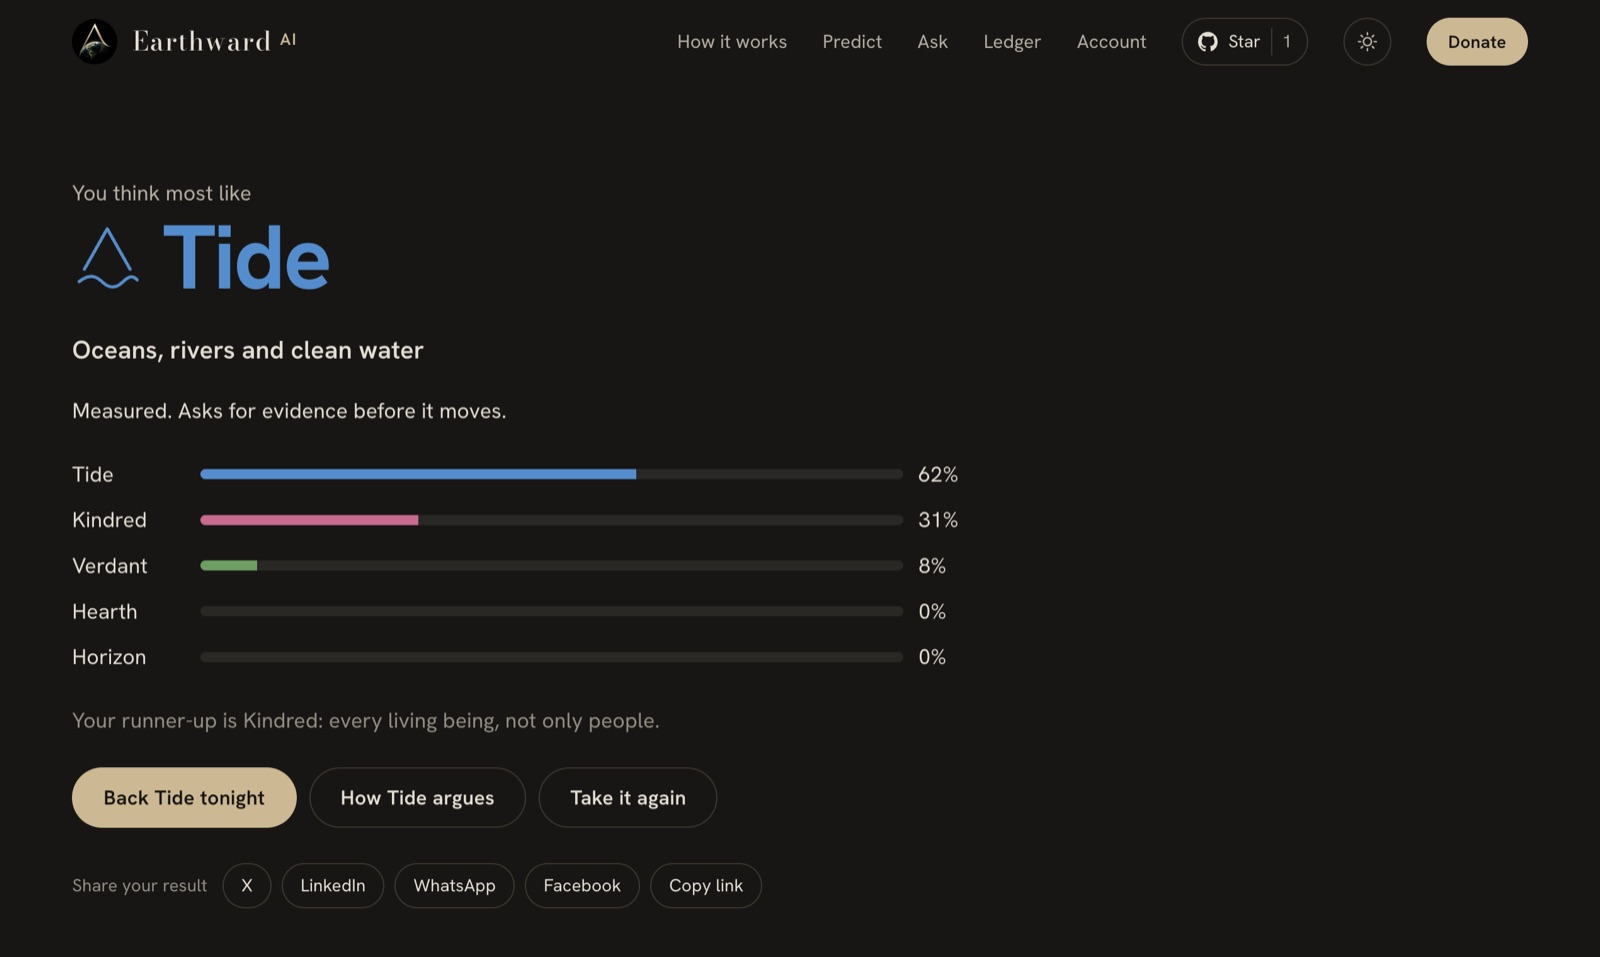 Earthward AI
How it works Predict Ask Ledger Account Star 1 Donate
You think most like
Tide
Oceans, rivers and clean water
Measured. Asks for evidence before it moves.
Tide 62%
Kindred 31%
Verdant 8%
Hearth 0%
Horizon 0%
Your runner-up is Kindred: every living being, not only people.
Back Tide tonight How Tide argues Take it again
Share your result X LinkedIn WhatsApp Facebook Copy link